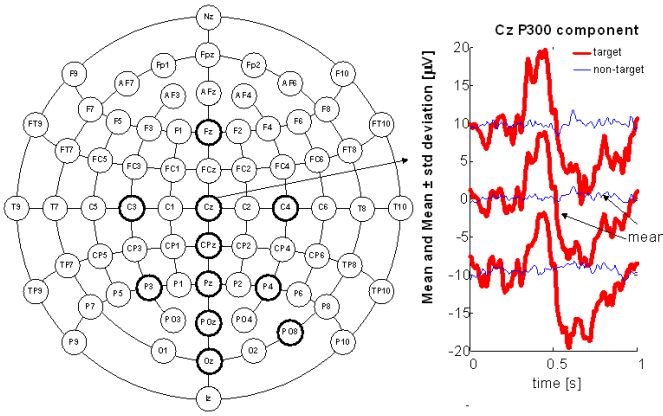 Nz
Fp1 Fpz Fp2
F9 AF7 AF3 AFz AF4 AF6 F10
F7 F5 F3 F1 Fz F2 F4 F6 F8
FT9 FT7 FC5 FC3 FC1 FCz FC2 FC4 FC6 FT8 FT10
T9 T7 C5 C3 C1 Cz C2 C4 C6 T8 T10
TP9 TP7 CP5 CP3 CP1 CPz CP2 CP4 CP6 TP8 TP10
P9 P7 P5 P3 P1 Pz P2 P4 P6 P8 P10
PO3 POz PO4 PO8
O1 Oz O2
Iz
Cz P300 component
Mean and Mean ± std deviation [µV]
20
15
10
5
0
-5
-10
-15
-20
target
non-target
mean
0 0.5 1
time [s]
-